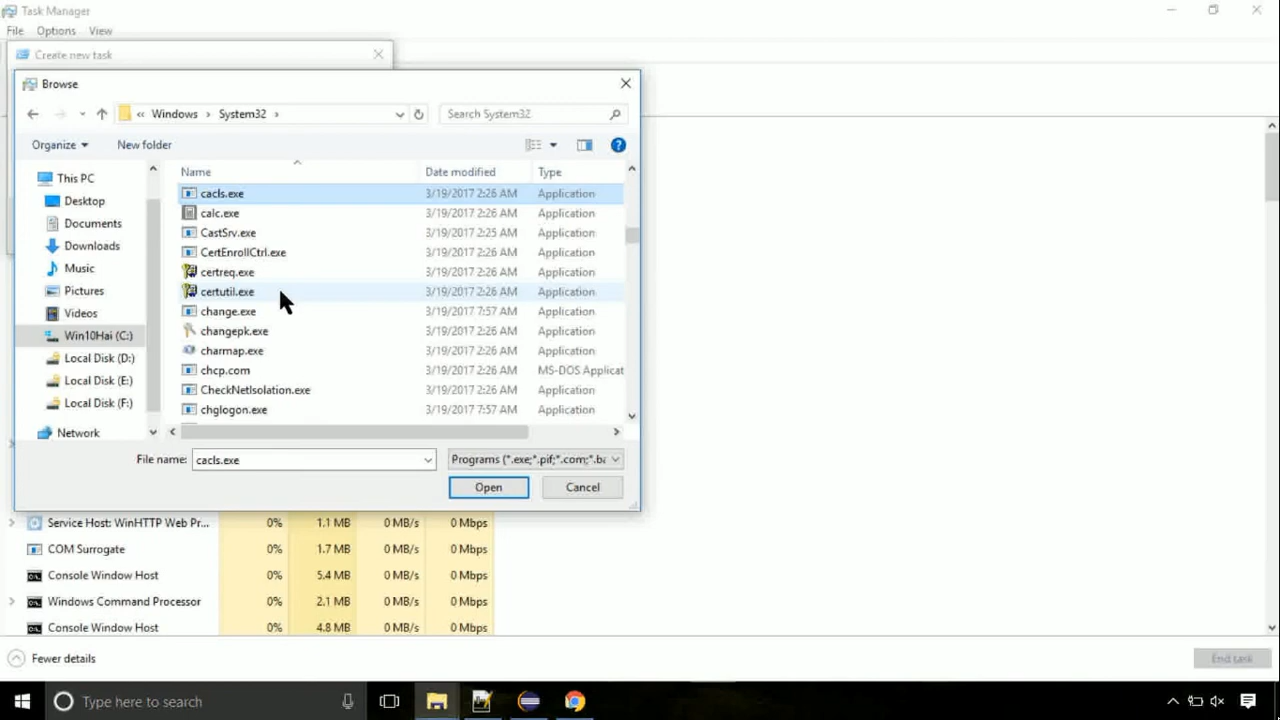 Task Manager
File Options View
Create new task
Browse
« Windows › System32 ›
Search System32
Organize New folder
Name Date modified Type
This PC
Desktop
Documents
Downloads
Music
Pictures
Videos
Win10Hai (C:)
Local Disk (D:)
Local Disk (E:)
Local Disk (F:)
Network
cacls.exe 3/19/2017 2:26 AM Application
calc.exe 3/19/2017 2:26 AM Application
CastSrv.exe 3/19/2017 2:25 AM Application
CertEnrollCtrl.exe 3/19/2017 2:26 AM Application
certreq.exe 3/19/2017 2:26 AM Application
certutil.exe 3/19/2017 2:26 AM Application
change.exe 3/19/2017 7:57 AM Application
changepk.exe 3/19/2017 2:26 AM Application
charmap.exe 3/19/2017 2:26 AM Application
chcp.com 3/19/2017 2:26 AM MS-DOS Applicat
CheckNetIsolation.exe 3/19/2017 2:26 AM Application
chglogon.exe 3/19/2017 7:57 AM Application
File name: cacls.exe Programs (*.exe;*.pif;*.com;*.ba
Open Cancel
Service Host: WinHTTP Web Pr... 0% 1.1 MB 0 MB/s 0 Mbps
COM Surrogate 0% 1.7 MB 0 MB/s 0 Mbps
Console Window Host 0% 5.4 MB 0 MB/s 0 Mbps
Windows Command Processor 0% 2.1 MB 0 MB/s 0 Mbps
Console Window Host 0% 4.8 MB 0 MB/s 0 Mbps
Fewer details
End task
Type here to search